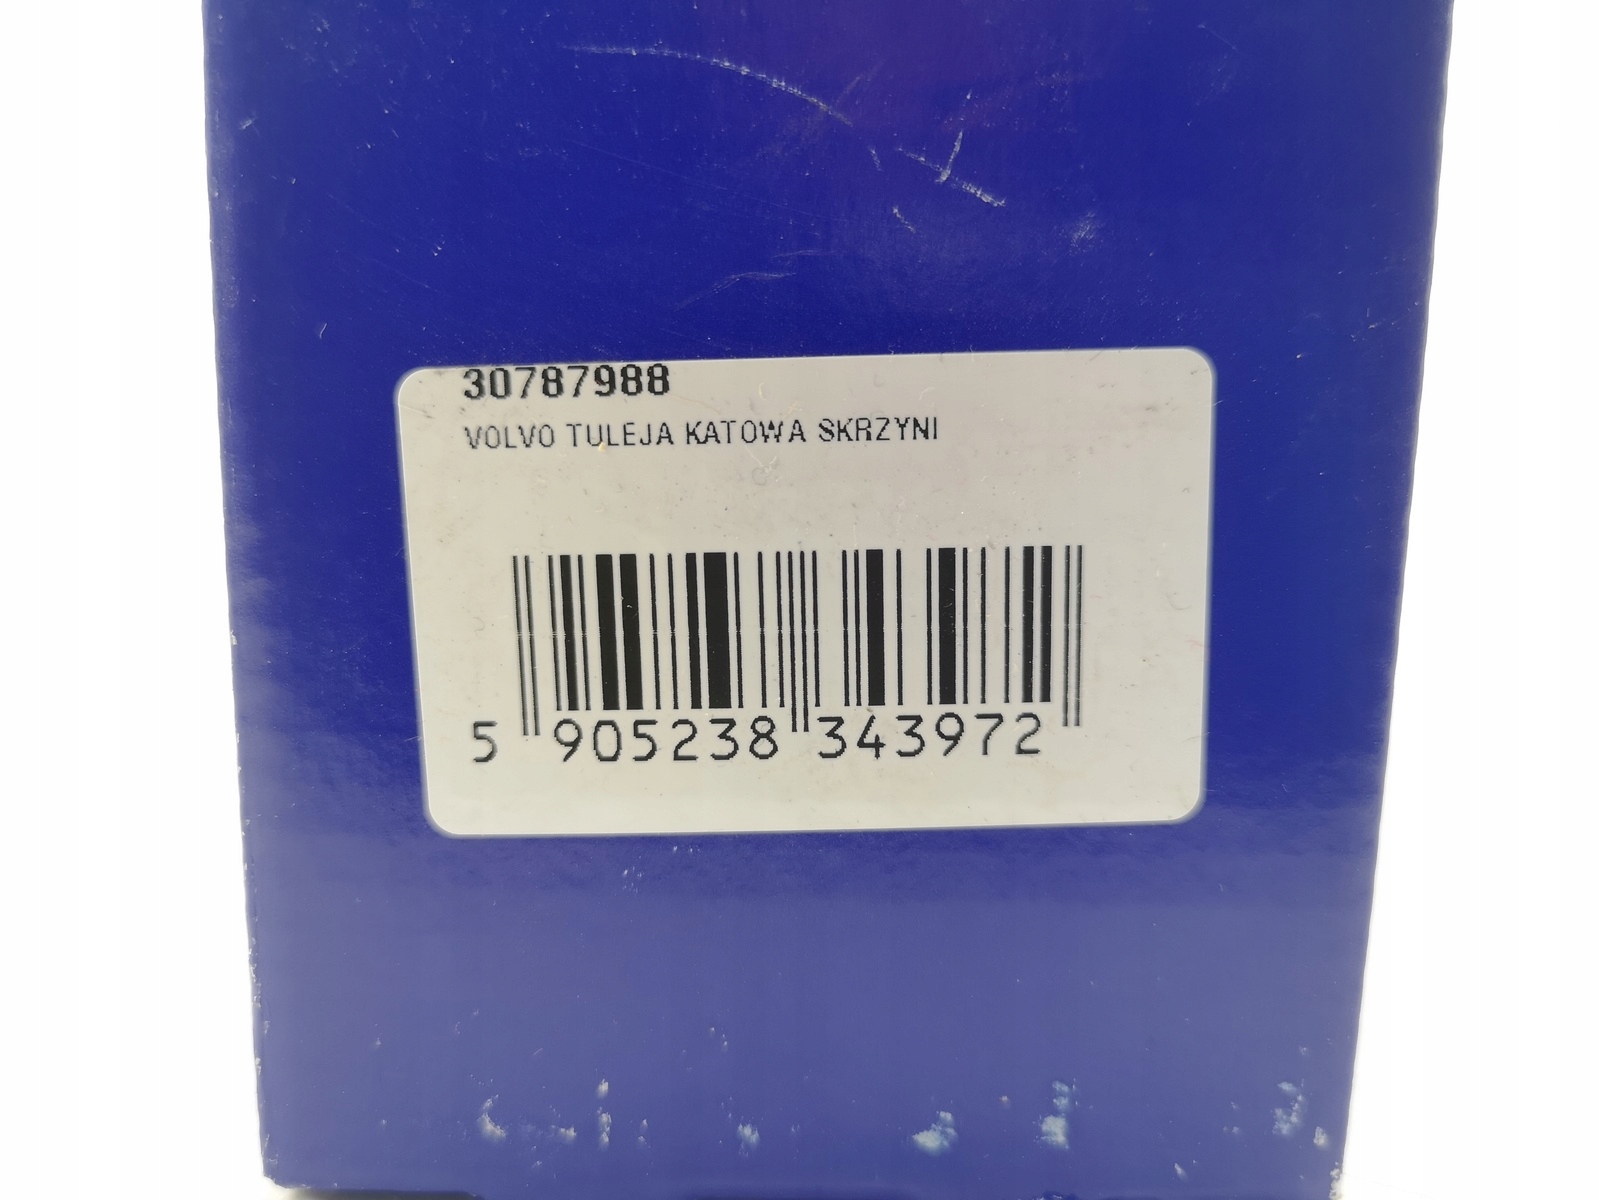 30787988
VOLVO TULEJA KATOWA SKRZYNI
5 905238 343972